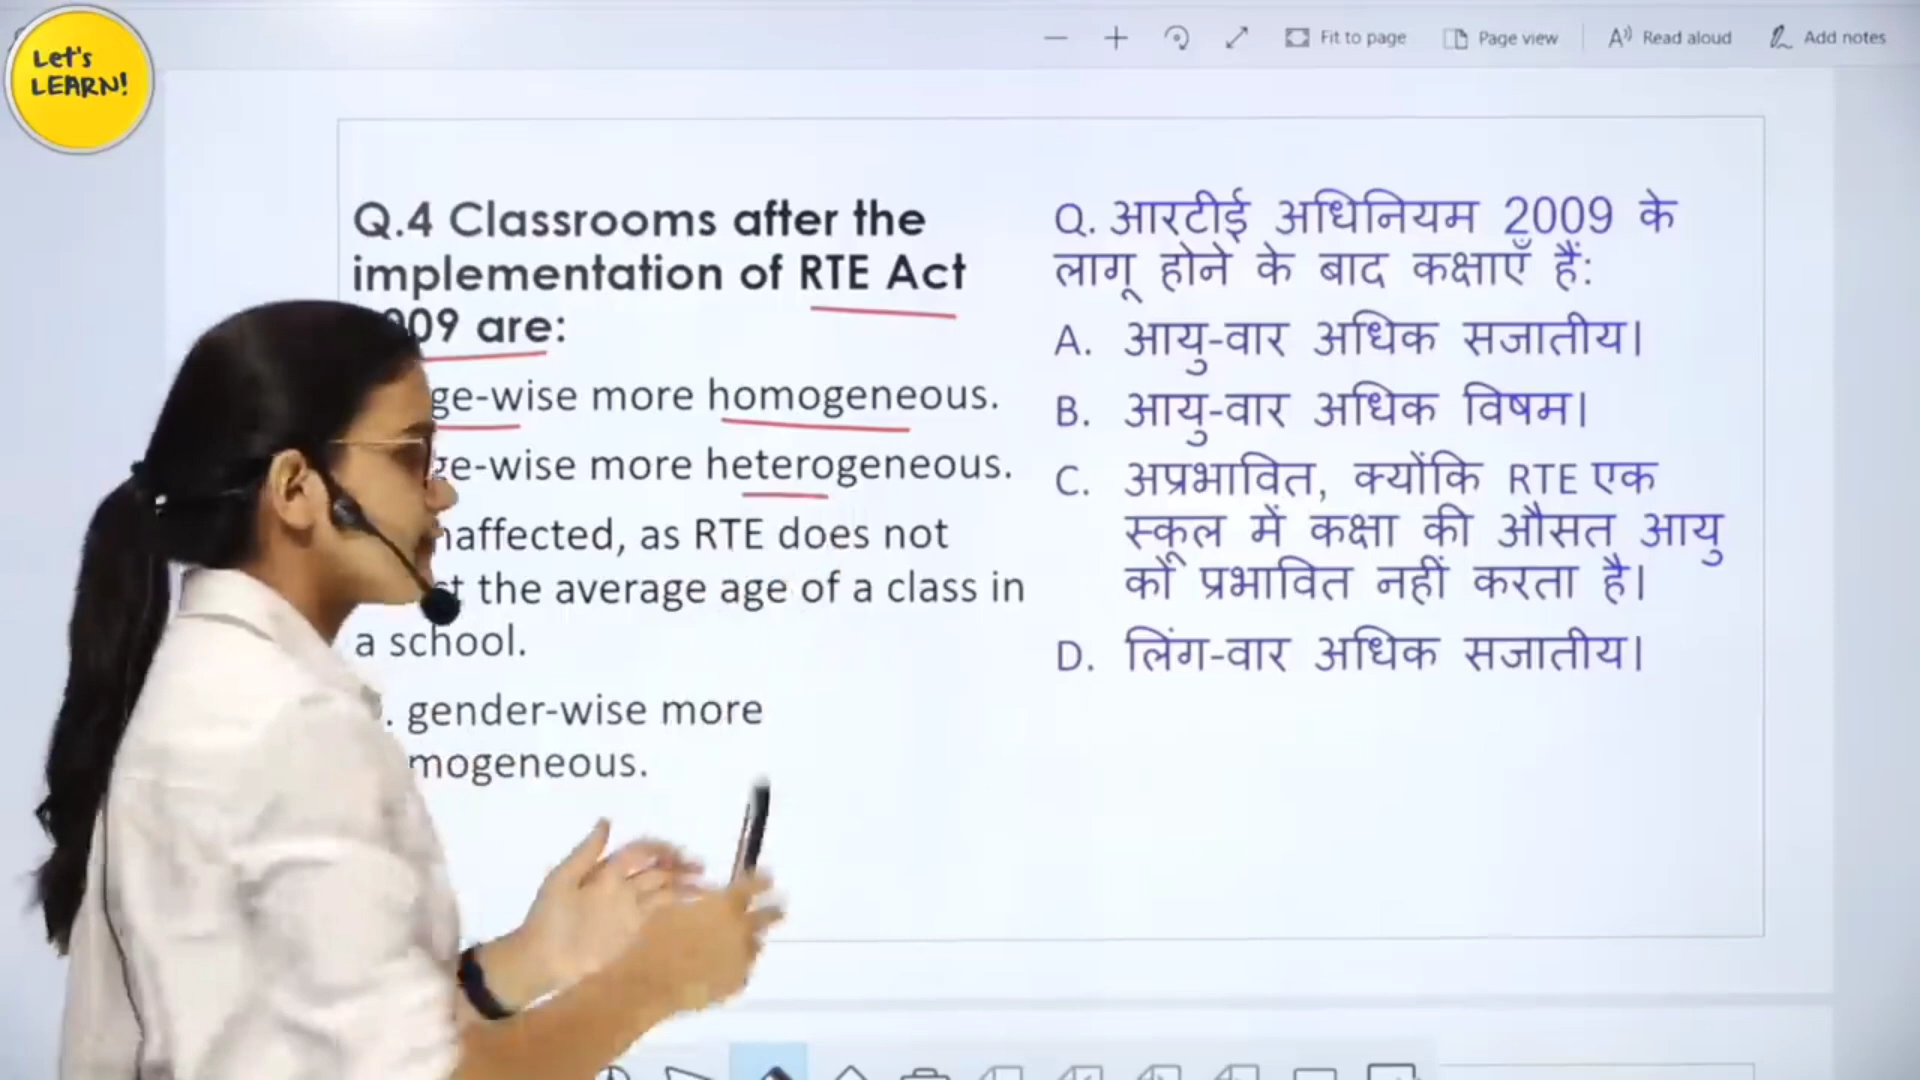 Let's
LEARN!
Fit to page
Page view
Read aloud
Add notes
Q.4 Classrooms after the
implementation of RTE Act
09 are:
ge-wise more homogeneous.
ge-wise more heterogeneous.
naffected, as RTE does not
the average age of a class in
a school.
. gender-wise more
mogeneous.
Q. आरटीई अधिनियम 2009 के
लागू होने के बाद कक्षाएँ हैं:
A. आयु-वार अधिक सजातीय।
B. आयु-वार अधिक विषम।
C. अप्रभावित, क्योंकि RTE एक
स्कूल में कक्षा की औसत आयु
को प्रभावित नहीं करता है।
D. लिंग-वार अधिक सजातीय।